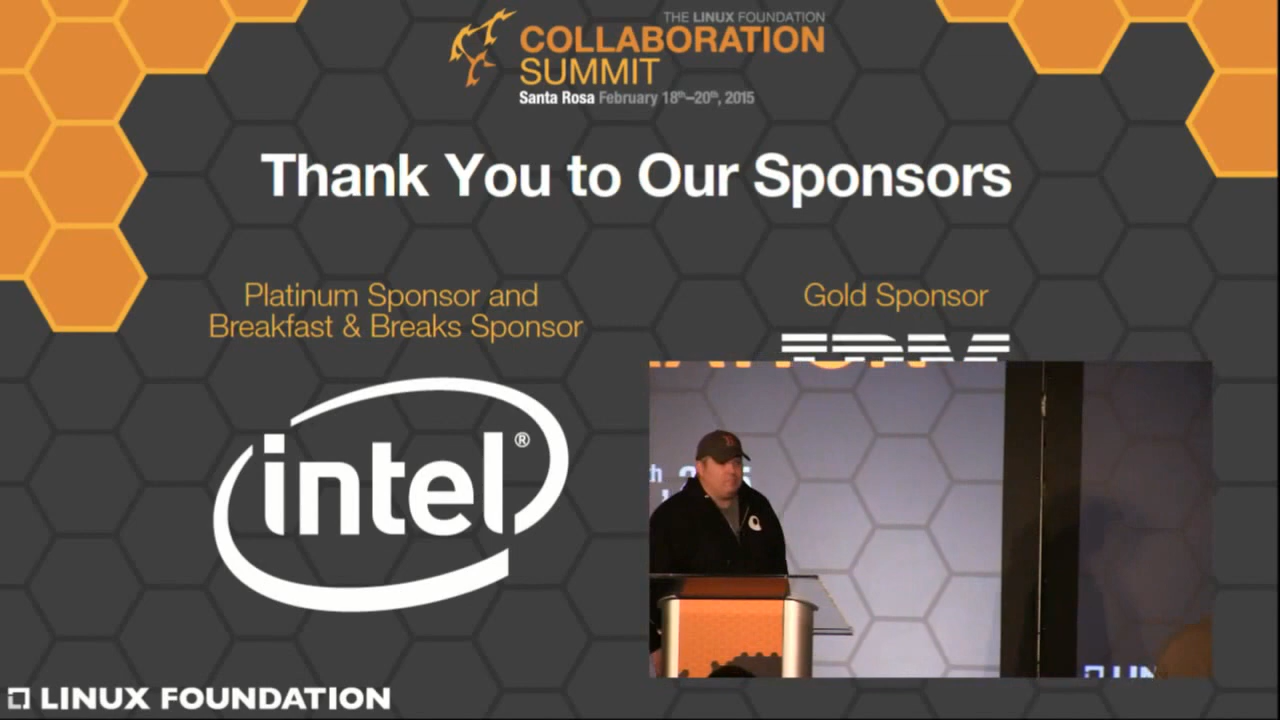 THE LINUX FOUNDATION
COLLABORATION
SUMMIT
Santa Rosa February 18th–20th, 2015
Thank You to Our Sponsors
Platinum Sponsor and
Breakfast & Breaks Sponsor
Gold Sponsor
IBM
intel®
B
LINUX FOUNDATION